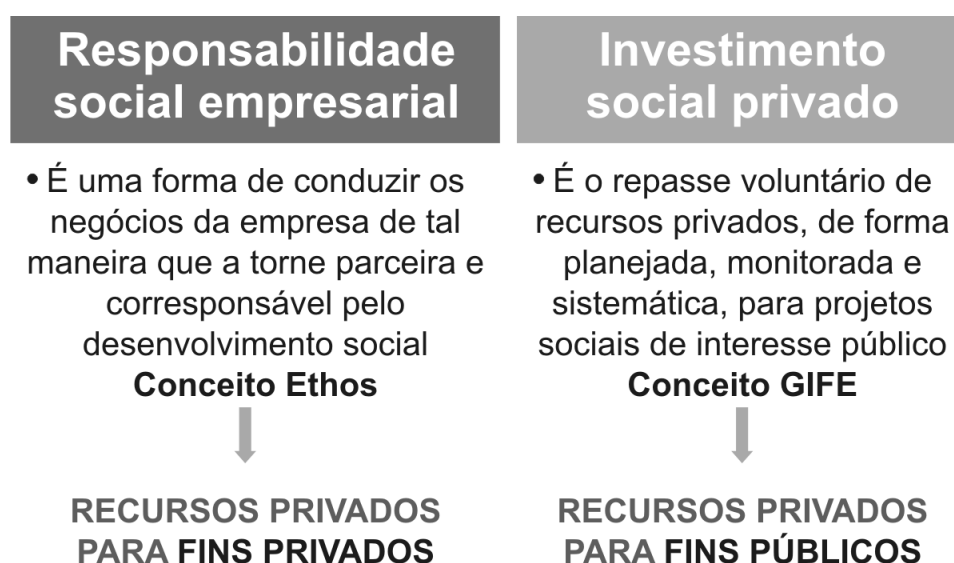 Responsabilidade
social empresarial
• É uma forma de conduzir os
negócios da empresa de tal
maneira que a torne parceira e
corresponsável pelo
desenvolvimento social
Conceito Ethos
RECURSOS PRIVADOS
PARA FINS PRIVADOS
Investimento
social privado
• É o repasse voluntário de
recursos privados, de forma
planejada, monitorada e
sistemática, para projetos
sociais de interesse público
Conceito GIFE
RECURSOS PRIVADOS
PARA FINS PÚBLICOS